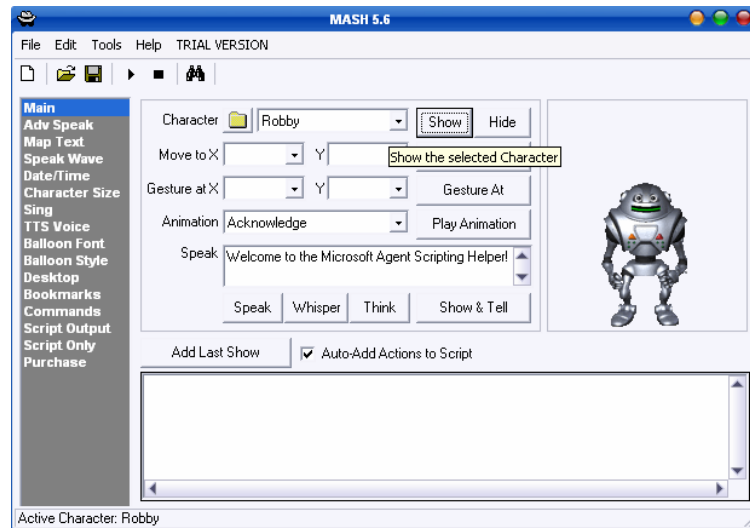 MASH 5.6
File Edit Tools Help TRIAL VERSION
Main
Adv Speak
Map Text
Speak Wave
Date/Time
Character Size
Sing
TTS Voice
Balloon Font
Balloon Style
Desktop
Bookmarks
Commands
Script Output
Script Only
Purchase
Character Robby Show Hide
Move to X Y
Show the selected Character
Gesture at X Y Gesture At
Animation Acknowledge Play Animation
Speak Welcome to the Microsoft Agent Scripting Helper!
Speak Whisper Think Show & Tell
Add Last Show Auto-Add Actions to Script
Active Character: Robby